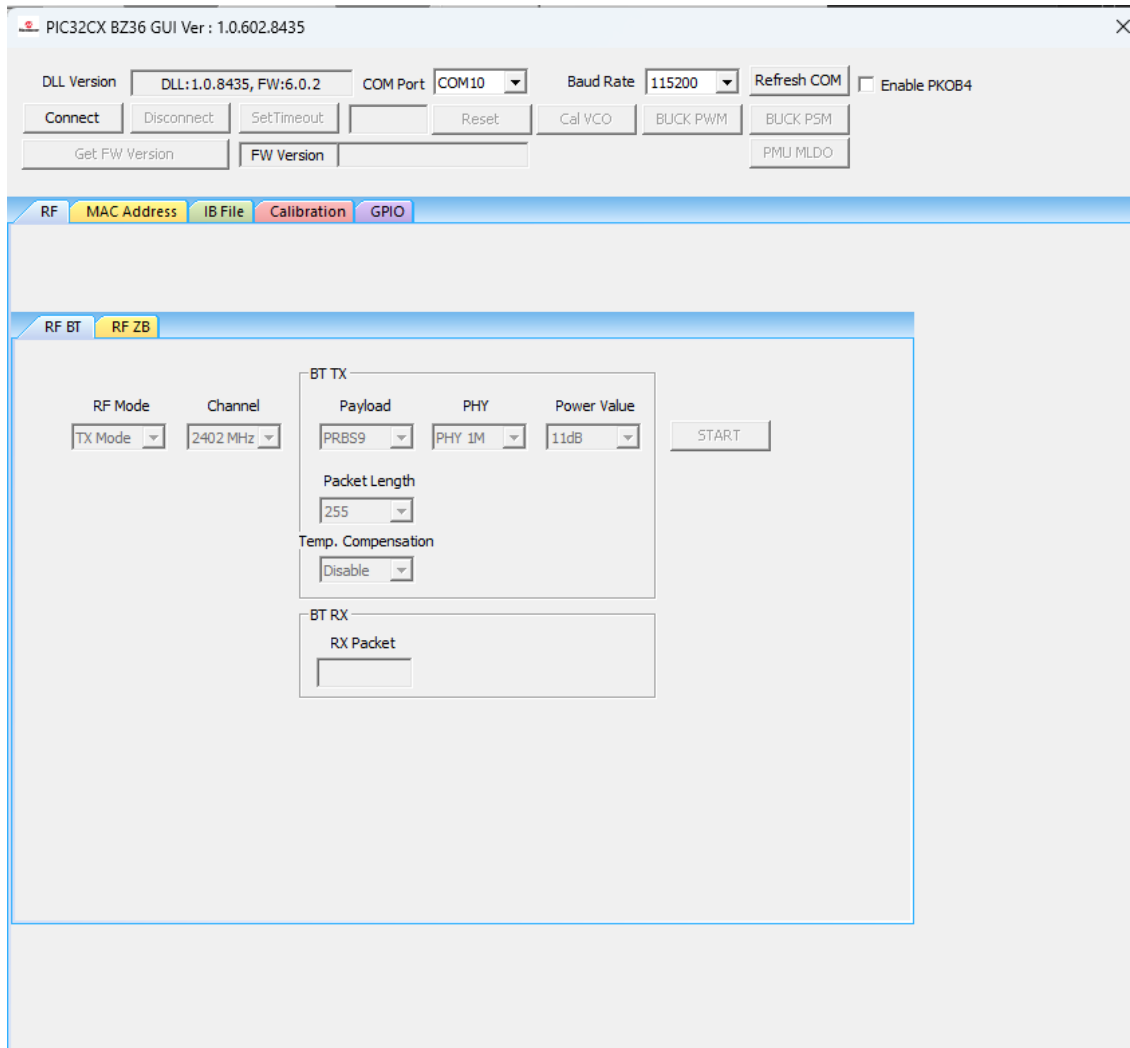 PIC32CX BZ36 GUI Ver : 1.0.602.8435
DLL Version DLL:1.0.8435, FW:6.0.2 COM Port COM10 Baud Rate 115200 Refresh COM Enable PKOB4
Connect Disconnect SetTimeout Reset Cal VCO BUCK PWM BUCK PSM
Get FW Version FW Version PMU MLDO
RF MAC Address IB File Calibration GPIO
RF BT RF ZB
BT TX
RF Mode Channel Payload PHY Power Value
TX Mode 2402 MHz PRBS9 PHY 1M 11dB START
Packet Length
255
Temp. Compensation
Disable
BT RX
RX Packet